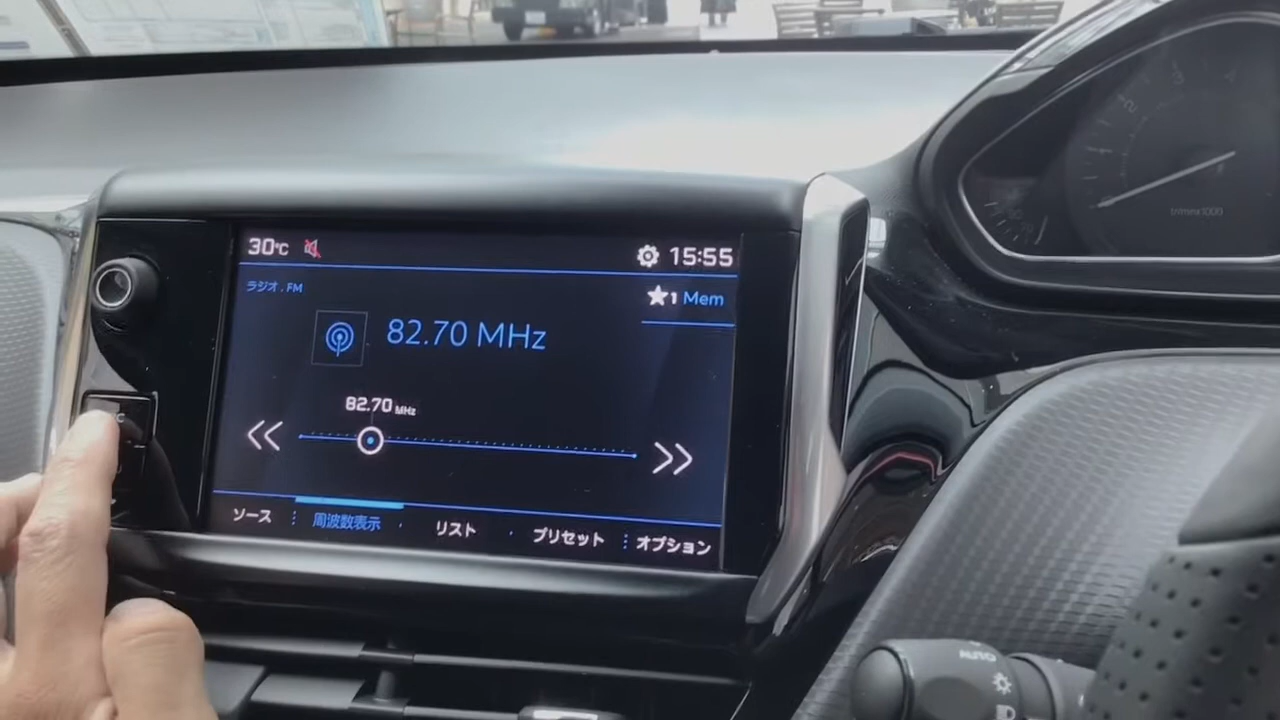 30℃
15:55
ラジオ . FM
★1 Mem
82.70 MHz
82.70 MHz
ソース
周波数表示
リスト
プリセット
オプション
AUTO